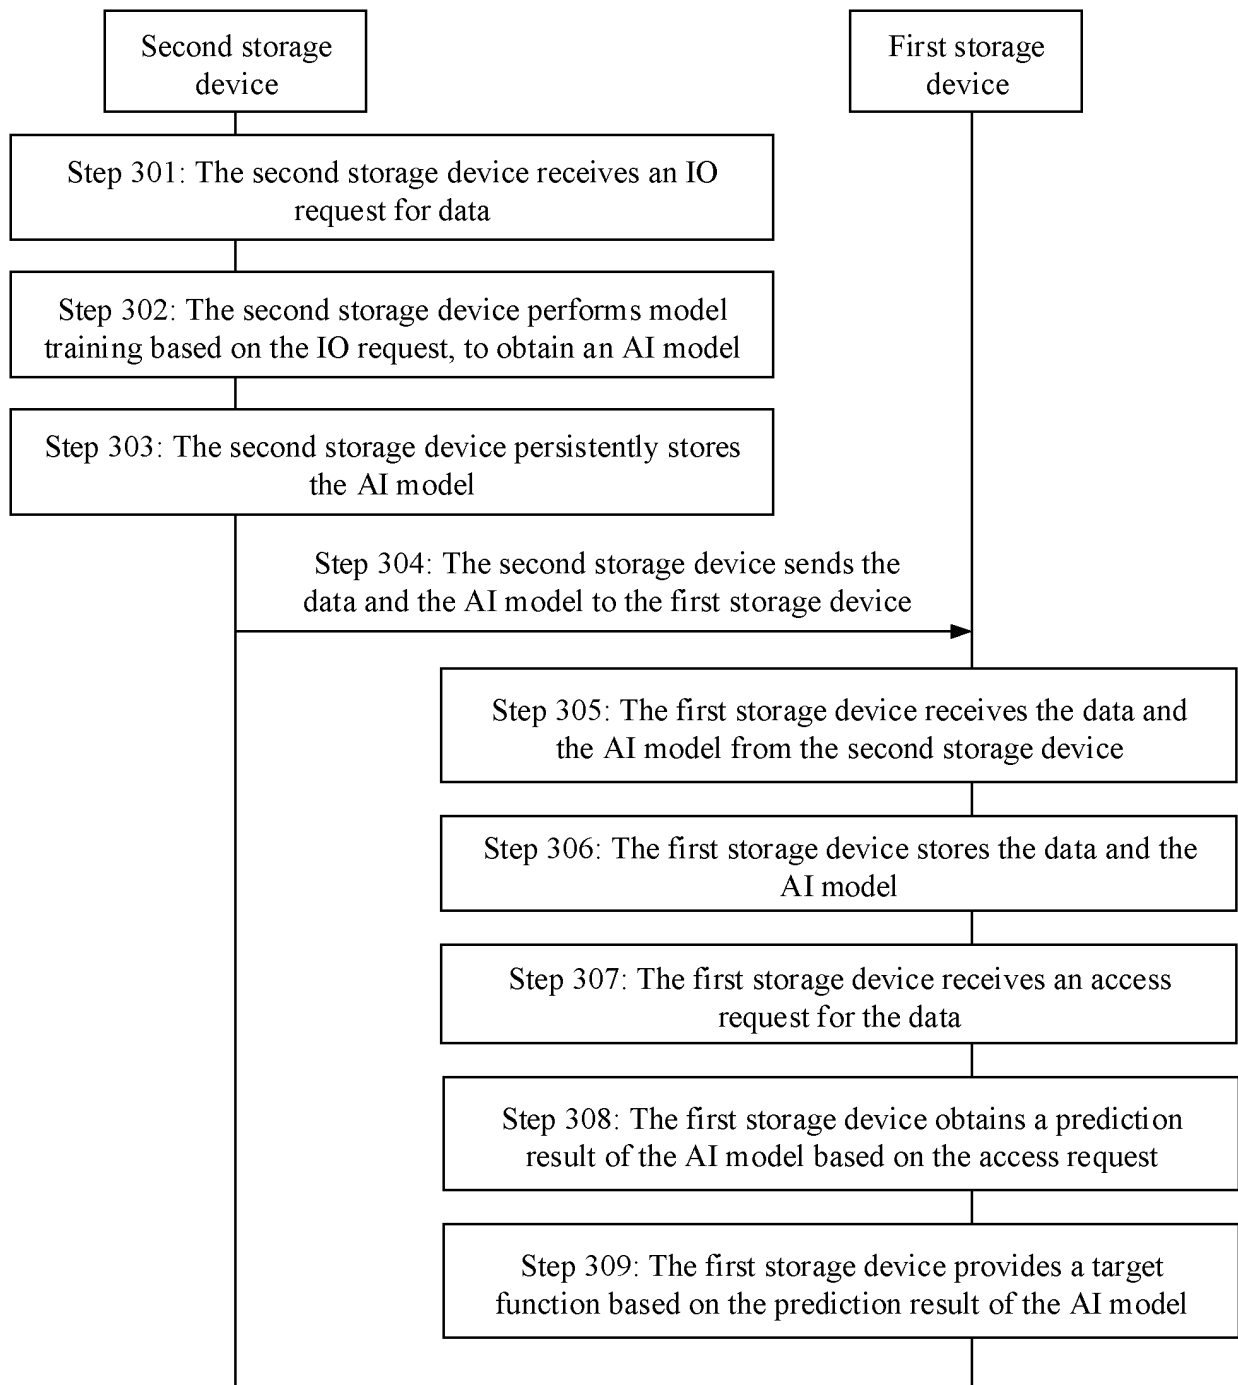 Second storage
device
First storage
device
Step 301: The second storage device receives an IO
request for data
Step 302: The second storage device performs model
training based on the IO request, to obtain an AI model
Step 303: The second storage device persistently stores
the AI model
Step 304: The second storage device sends the
data and the AI model to the first storage device
Step 305: The first storage device receives the data and
the AI model from the second storage device
Step 306: The first storage device stores the data and the
AI model
Step 307: The first storage device receives an access
request for the data
Step 308: The first storage device obtains a prediction
result of the AI model based on the access request
Step 309: The first storage device provides a target
function based on the prediction result of the AI model